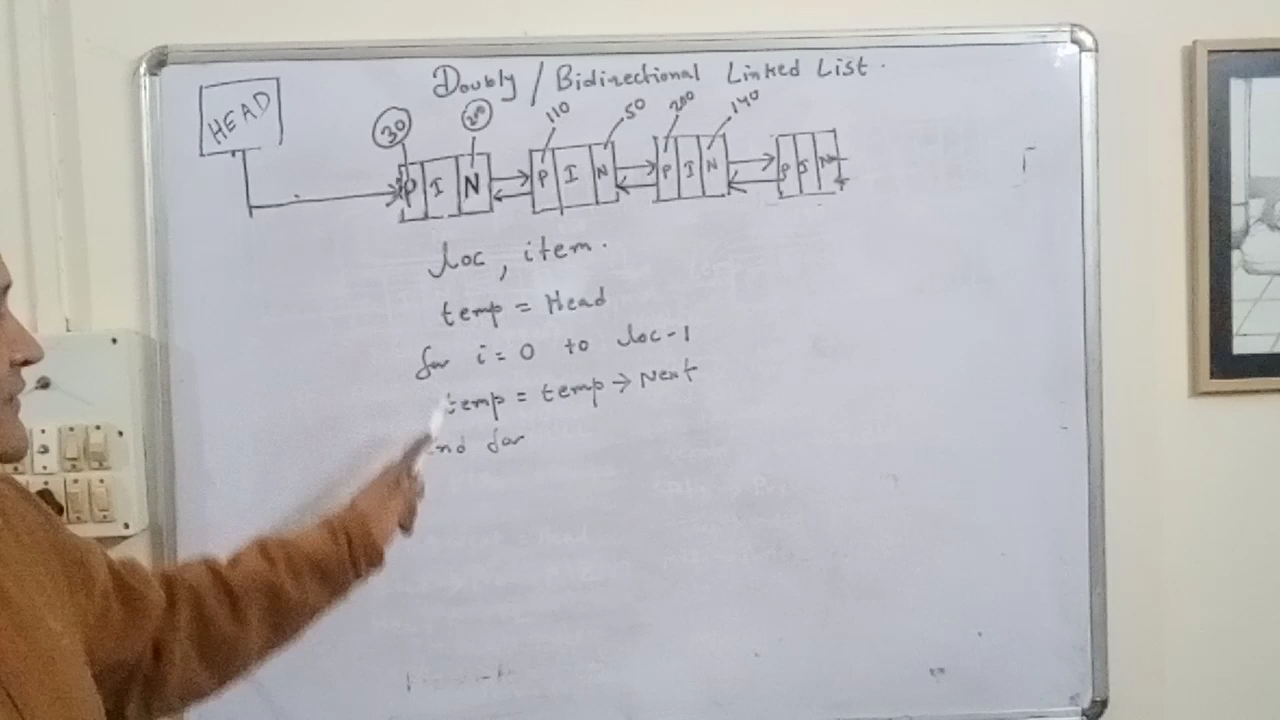 Doubly / Bidirectional Linked List.
HEAD
30 200 110 50 200 140
P I N P I N P I N P I N
loc, item.
temp = Head
for i = 0 to loc-1
temp = temp → Next
end for